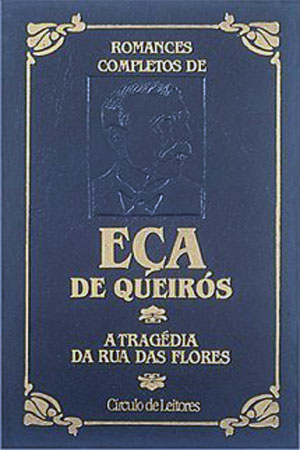 ROMANCES
COMPLETOS DE
EÇA
DE QUEIRÓS
A TRAGÉDIA
DA RUA DAS FLORES
Círculo de Leitores